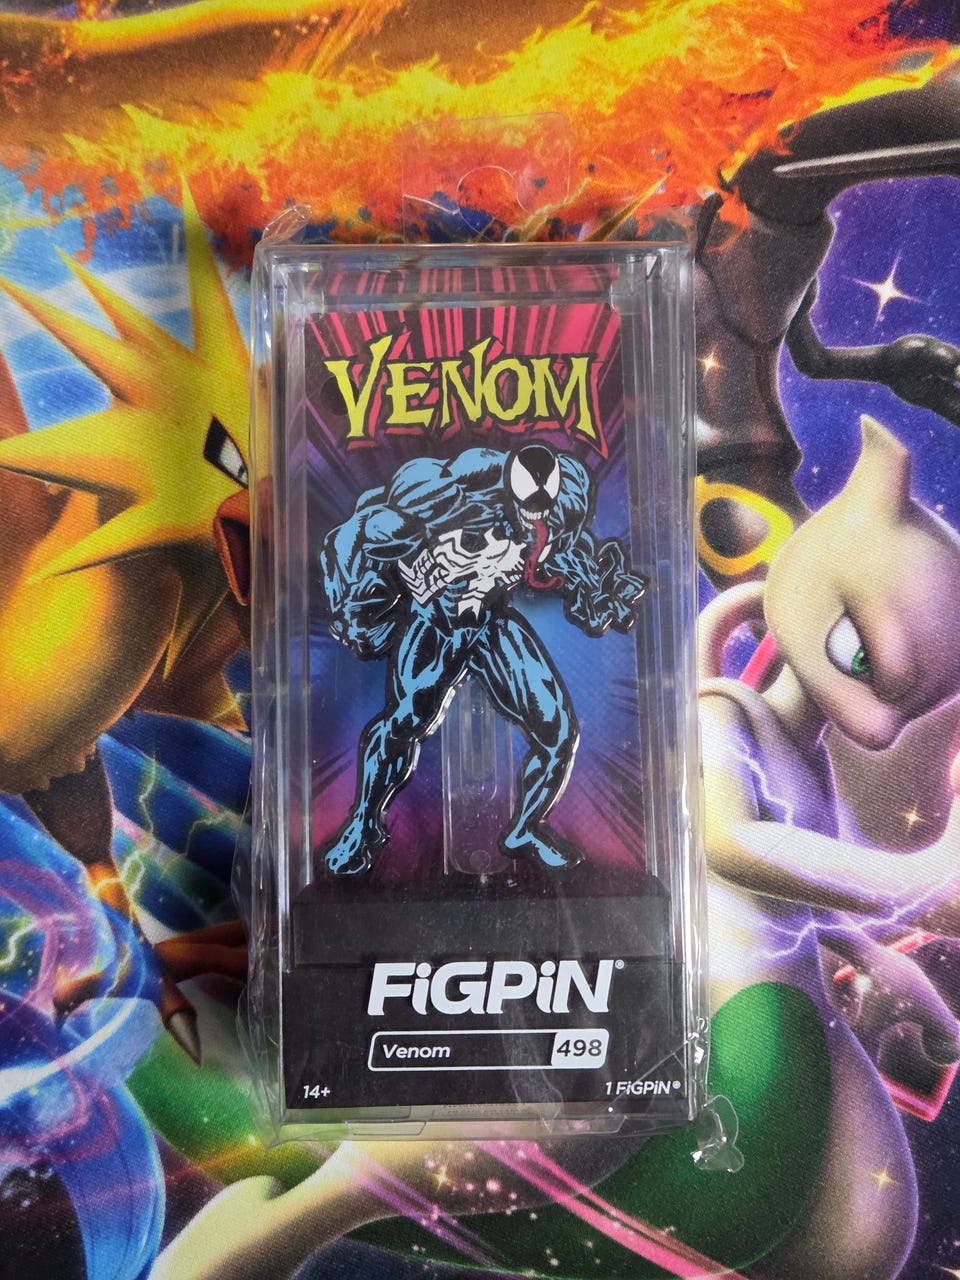 VENOM
FiGPiN®
Venom 498
14+ 1 FiGPiN®